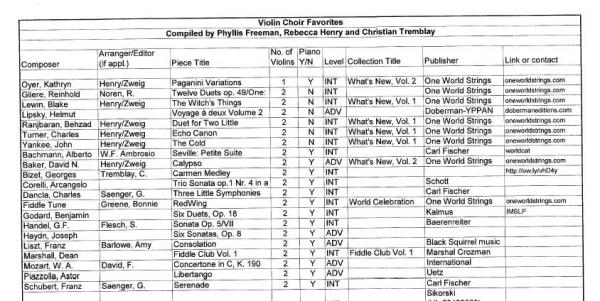 Violin Choir Favorites
Compiled by Phyllis Freeman, Rebecca Henry and Christian Tremblay
Composer Arranger/Editor (if appl.) Piece Title No. of Violins Piano Y/N Level Collection Title Publisher Link or contact
Oyer, Kathryn Henry/Zweig Paganini Variations 1 Y INT What's New, Vol. 2 One World Strings oneworldstrings.com
Gliere, Reinhold Noren, R. Twelve Duets op. 49/One: 2 N INT One World Strings oneworldstrings.com
Lewin, Blake Henry/Zweig The Witch's Things 2 N INT What's New, Vol. 1 One World Strings oneworldstrings.com
Lipsky, Helmut Voyage à deux Volume 2 2 N ADV Doberman-YPPAN dobermaneditions.com
Ranjbaran, Behzad Henry/Zweig Duet for Two Little 2 N INT What's New, Vol. 1 One World Strings oneworldstrings.com
Turner, Charles Henry/Zweig Echo Canon 2 N INT What's New, Vol. 1 One World Strings oneworldstrings.com
Yankee, John Henry/Zweig The Cold 2 N INT What's New, Vol. 1 One World Strings oneworldstrings.com
Bachmann, Alberto W.F. Ambrosio Seville: Petite Suite 2 Y INT Carl Fischer worldcat
Baker, David N. Henry/Zweig Calypso 2 Y ADV What's New, Vol. 2 One World Strings oneworldstrings.com
Bizet, Georges Tremblay, C. Carmen Medley 2 Y INT http://ow.ly/vhD4y
Corelli, Arcangelo Trio Sonata op.1 Nr. 4 in a 2 Y INT Schott
Dancla, Charles Saenger, G. Three Little Symphonies 2 Y INT Carl Fischer
Fiddle Tune Greene, Bonnie RedWing 2 Y INT World Celebration One World Strings oneworldstrings.com
Godard, Benjamin Six Duets, Op. 18 2 Y INT Kalmus IMSLP
Handel, G.F. Flesch, S. Sonata Op. 5/VII 2 Y INT Baerenreiter
Haydn, Joseph Six Sonatas, Op. 8 2 Y ADV
Liszt, Franz Barlowe, Amy Consolation 2 Y ADV Black Squirrel music
Marshall, Dean Fiddle Club Vol. 1 2 Y INT Fiddle Club Vol. 1 Marshal Crozman
Mozart, W. A. David, F. Concertone in C, K. 190 2 Y ADV International
Piazzolla, Astor Libertango 2 Y ADV Uetz
Schubert, Franz Saenger, G. Serenade 2 Y INT Carl Fischer
Sikorski